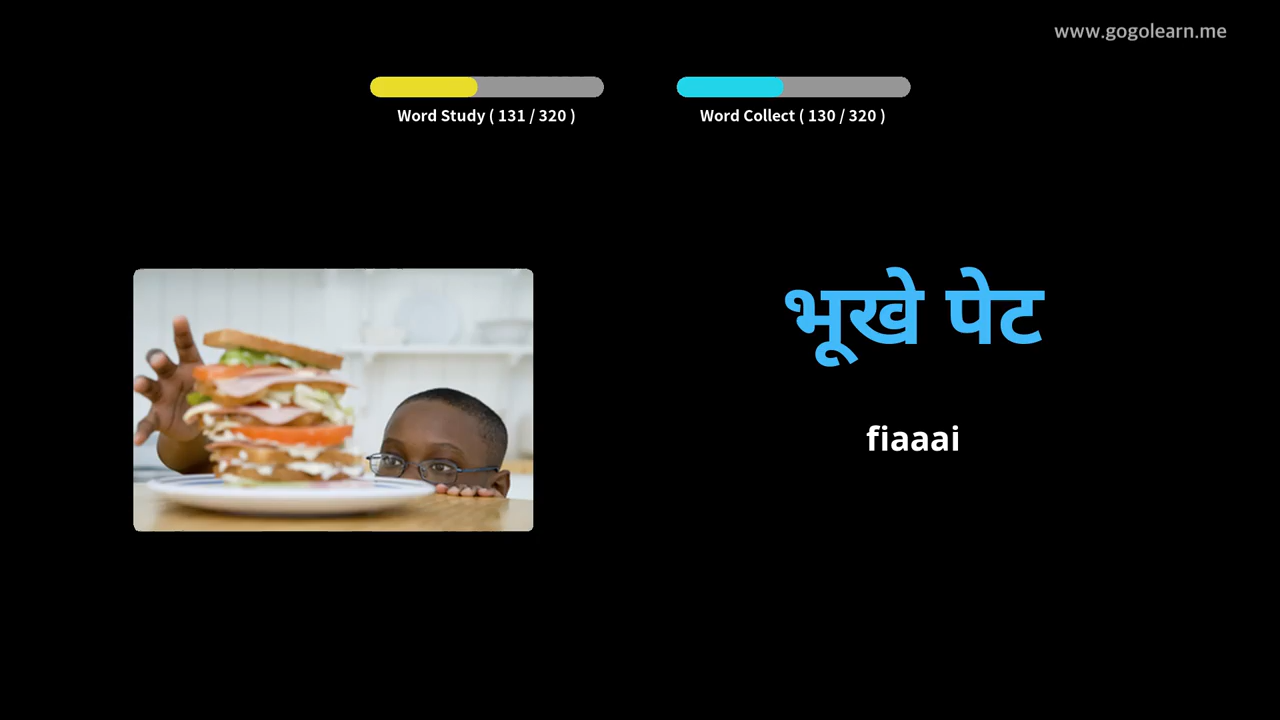 www.gogolearn.me
Word Study ( 131 / 320 )
Word Collect ( 130 / 320 )
भूखे पेट
fiaaai